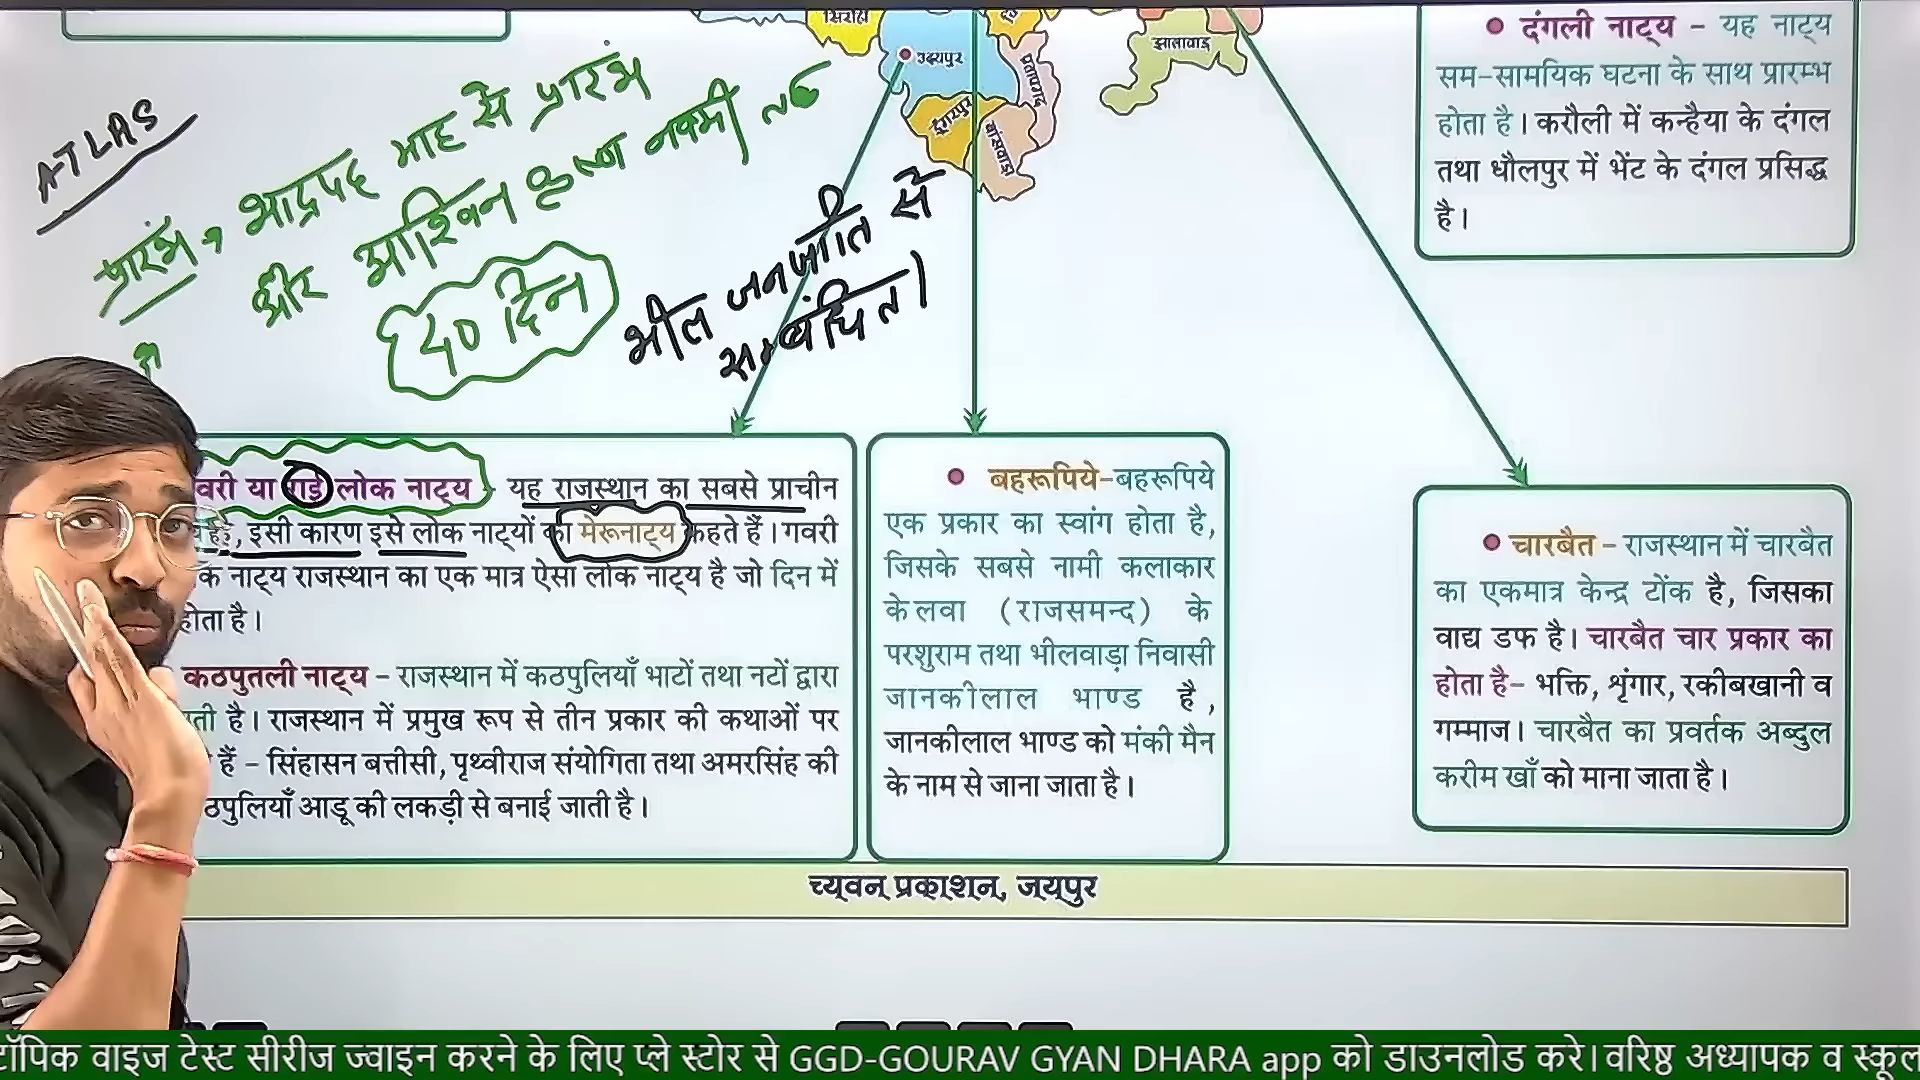 सिरोही
उदयपुर
डूंगरपुर
बांसवाड़ा
प्रतापगढ़
झालावाड़
● दंगली नाट्य – यह नाट्य
सम-सामयिक घटना के साथ प्रारम्भ
होता है। करौली में कन्हैया के दंगल
तथा धौलपुर में भेंट के दंगल प्रसिद्ध
है।
ATLAS
प्रारंभ, भाद्रपद माह से प्रारंभ
और आश्विन कृष्ण नवमी तक
40 दिन
भील जनजाति से
सम्बंधित।
वरी या राई लोक नाट्य - यह राजस्थान का सबसे प्राचीन
है, इसी कारण इसे लोक नाट्यों का मेरूनाट्य कहते हैं। गवरी
क नाट्य राजस्थान का एक मात्र ऐसा लोक नाट्य है जो दिन में
होता है।
कठपुतली नाट्य – राजस्थान में कठपुलियाँ भाटों तथा नटों द्वारा
ती है। राजस्थान में प्रमुख रूप से तीन प्रकार की कथाओं पर
हैं – सिंहासन बत्तीसी, पृथ्वीराज संयोगिता तथा अमरसिंह की
ठपुलियाँ आडू की लकड़ी से बनाई जाती है।
● बहरूपिये-बहरूपिये
एक प्रकार का स्वांग होता है,
जिसके सबसे नामी कलाकार
केलवा (राजसमन्द) के
परशुराम तथा भीलवाड़ा निवासी
जानकीलाल भाण्ड है,
जानकीलाल भाण्ड को मंकी मैन
के नाम से जाना जाता है।
● चारबैत – राजस्थान में चारबैत
का एकमात्र केन्द्र टोंक है, जिसका
वाद्य डफ है। चारबैत चार प्रकार का
होता है– भक्ति, श्रृंगार, रकीबखानी व
गम्माज। चारबैत का प्रवर्तक अब्दुल
करीम खाँ को माना जाता है।
च्यवन प्रकाशन, जयपुर
टॉपिक वाइज टेस्ट सीरीज ज्वाइन करने के लिए प्ले स्टोर से GGD-GOURAV GYAN DHARA app को डाउनलोड करे। वरिष्ठ अध्यापक व स्कूल